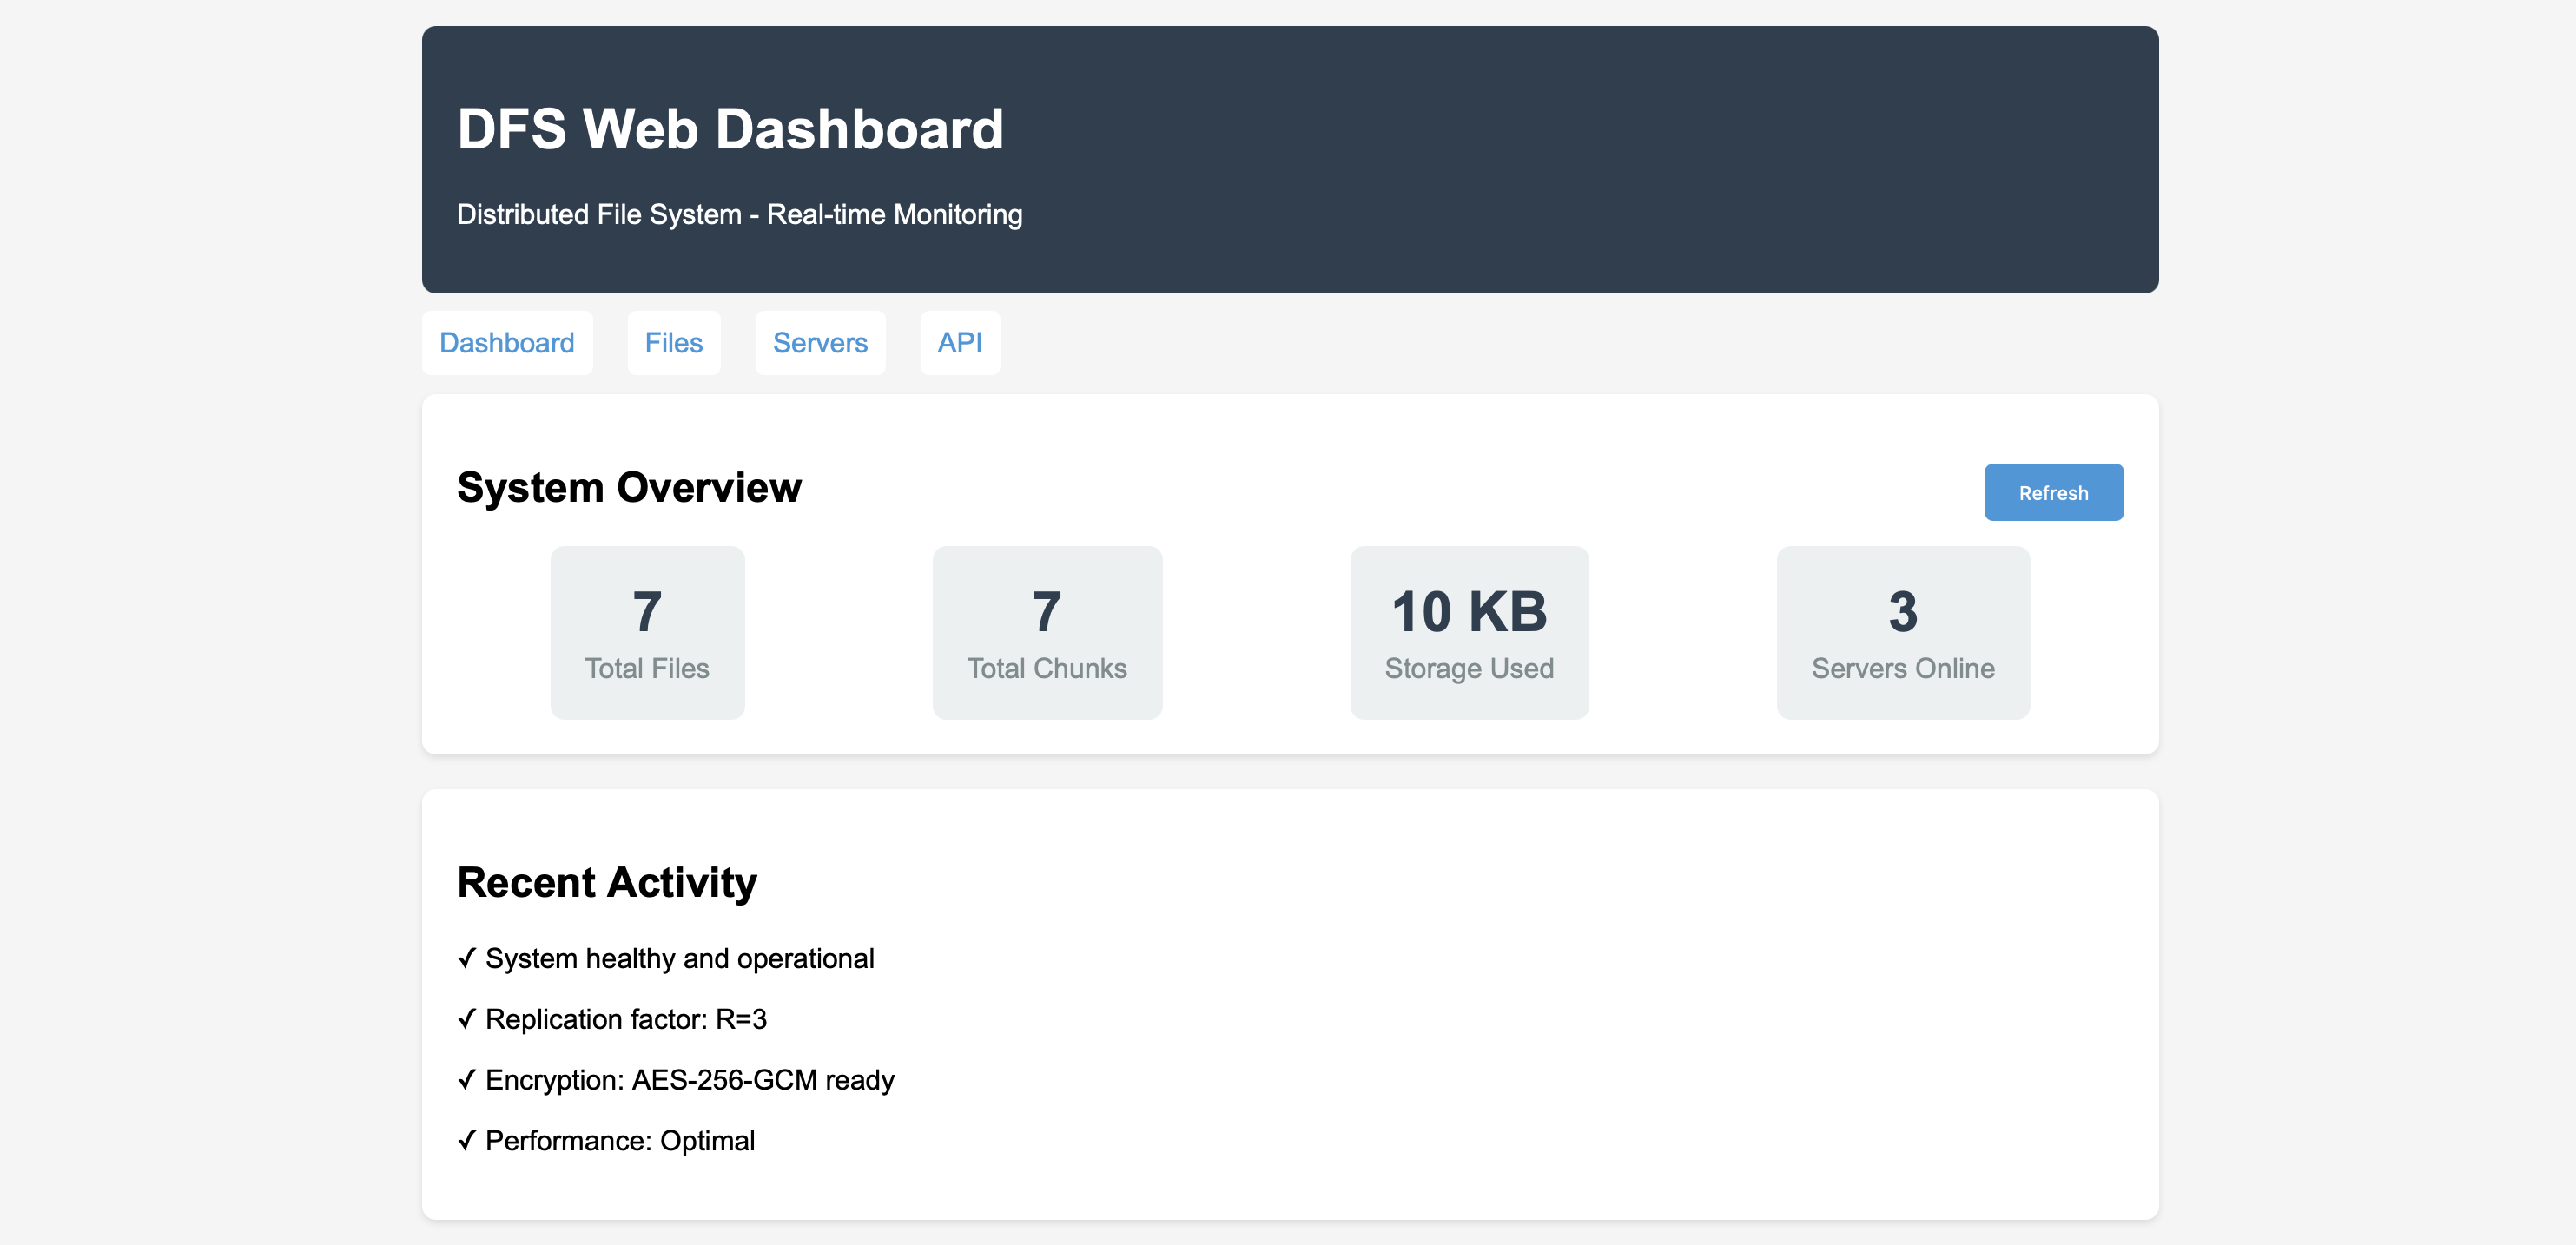 DFS Web Dashboard
Distributed File System - Real-time Monitoring
Dashboard Files Servers API
System Overview
Refresh
7 7 10 KB 3
Total Files Total Chunks Storage Used Servers Online
Recent Activity
✓ System healthy and operational
✓ Replication factor: R=3
✓ Encryption: AES-256-GCM ready
✓ Performance: Optimal